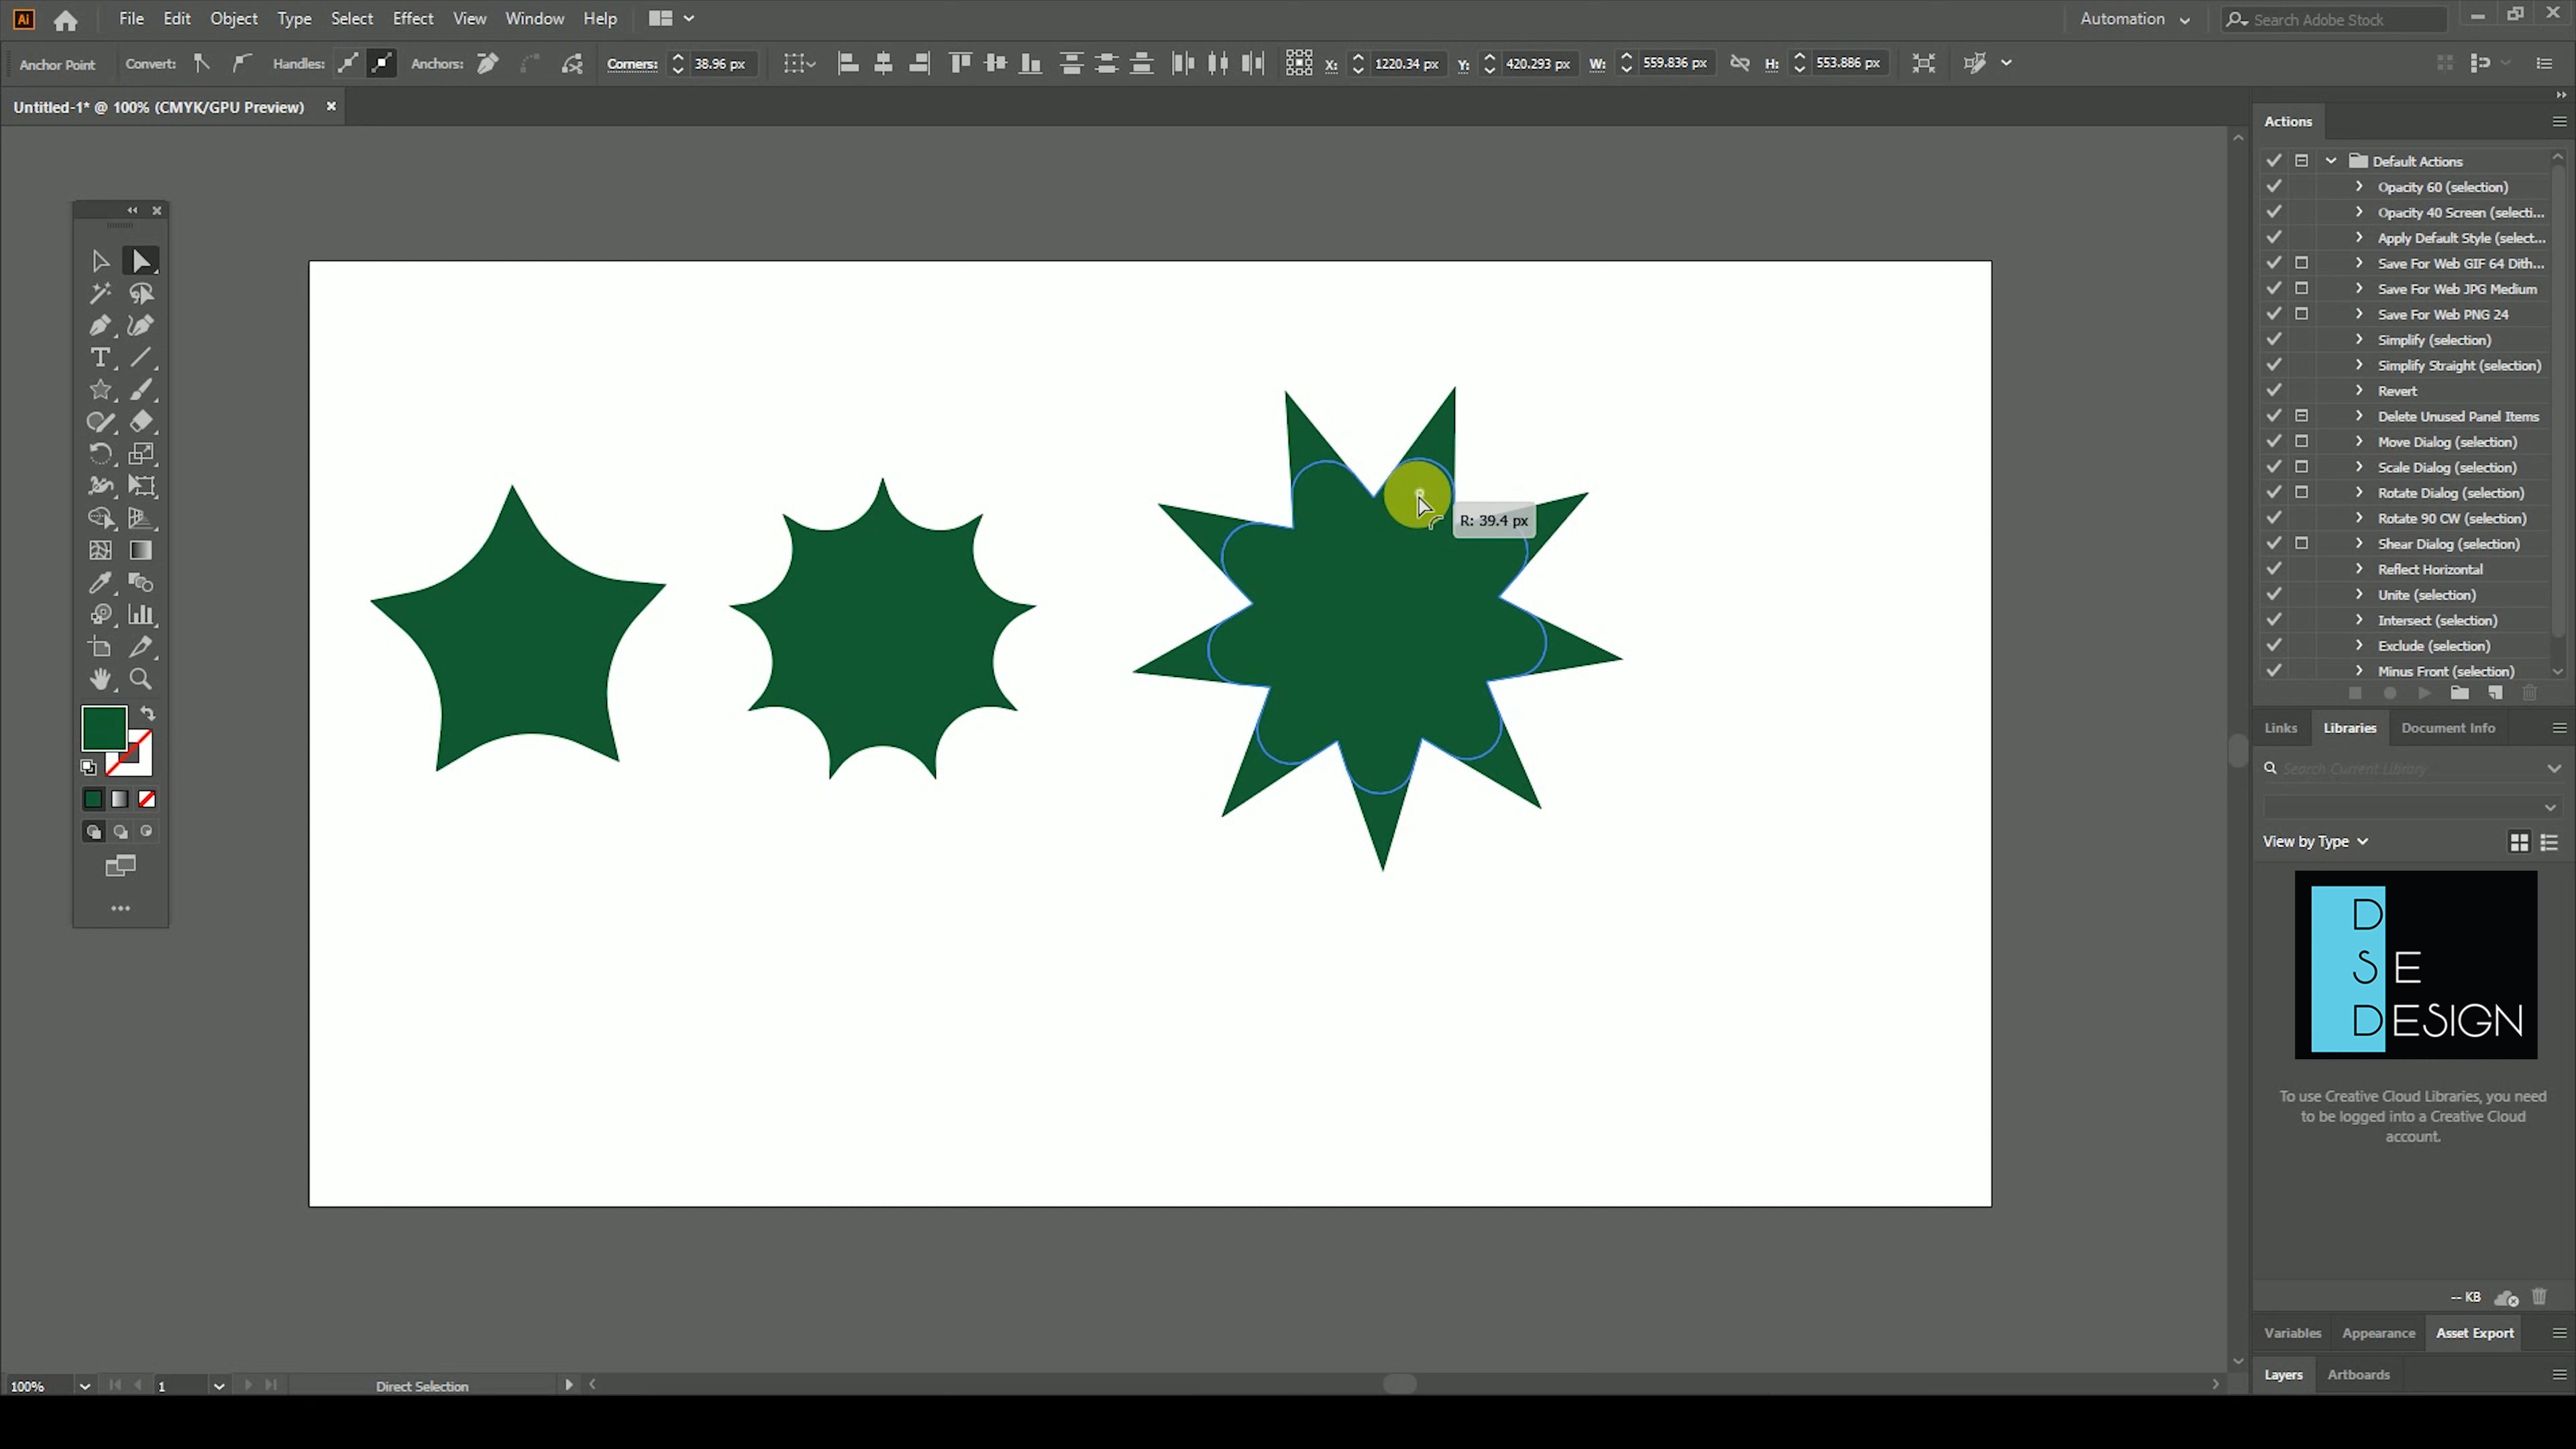 Ai File Edit Object Type Select Effect View Window Help Automation Search Adobe Stock
Anchor Point Convert: Handles: Anchors: Corners: 38.96 px X: 1220.34 px Y: 420.293 px W: 559.836 px H: 553.886 px
Untitled-1* @ 100% (CMYK/GPU Preview)
R: 39.4 px
Actions
Default Actions
Opacity 60 (selection)
Opacity 40 Screen (selecti...
Apply Default Style (select...
Save For Web GIF 64 Dith...
Save For Web JPG Medium
Save For Web PNG 24
Simplify (selection)
Simplify Straight (selection)
Revert
Delete Unused Panel Items
Move Dialog (selection)
Scale Dialog (selection)
Rotate Dialog (selection)
Rotate 90 CW (selection)
Shear Dialog (selection)
Reflect Horizontal
Unite (selection)
Intersect (selection)
Exclude (selection)
Minus Front (selection)
Links Libraries Document Info
Search Current Library
View by Type
D
SE
DESIGN
To use Creative Cloud Libraries, you need
to be logged into a Creative Cloud
account.
-- KB
Variables Appearance Asset Export
Layers Artboards
100% 1 Direct Selection